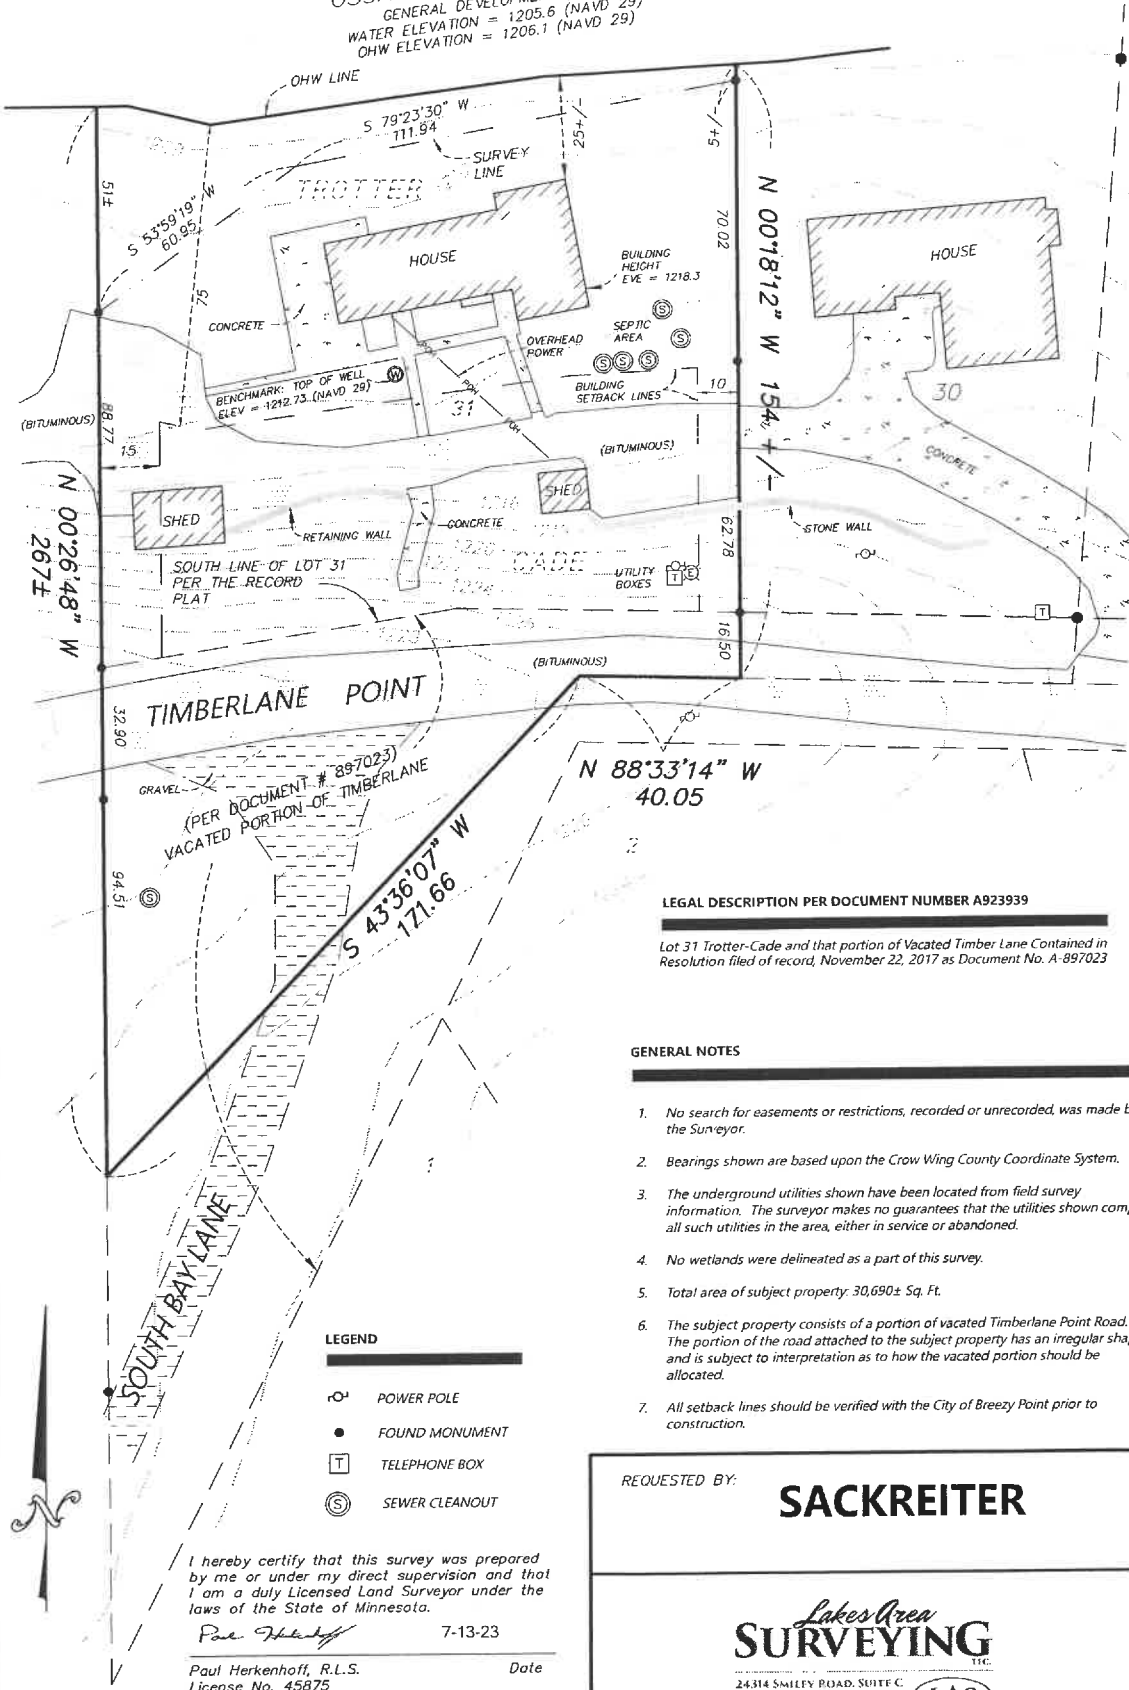 GENERAL DEVELOPM
WATER ELEVATION = 1205.6 (NAVD 29)
OHW ELEVATION = 1206.1 (NAVD 29)
OHW LINE
S 79°23'30" W
111.94
SURVEY
LINE
25+/-
5+/-
51±
S 53°59'19" W
60.95
TROTTER
75
HOUSE
BUILDING
HEIGHT
EVE = 1218.3
70.02
N 00°18'12" W 154 +/-
HOUSE
CONCRETE
SEPTIC
AREA
OVERHEAD
POWER
S
S
S S S
POH
POH
POH
BENCHMARK: TOP OF WELL
ELEV = 1212.73 (NAVD 29)
W
BUILDING
SETBACK LINES
10
31
30
(BITUMINOUS)
88.77
15
(BITUMINOUS)
CONCRETE
N 00°26'48" W
267±
SHED
SHED
RETAINING WALL
CONCRETE
1216
1220
1224
CADE
62.78
STONE WALL
SOUTH LINE OF LOT 31
PER THE RECORD
PLAT
UTILITY
BOXES
T E
T
16.50
(BITUMINOUS)
TIMBERLANE POINT
32.90
N 88°33'14" W
40.05
GRAVEL
(PER DOCUMENT # 897023)
VACATED PORTION OF TIMBERLANE
2
94.51
S
S 43°36'07" W
171.66
LEGAL DESCRIPTION PER DOCUMENT NUMBER A923939
Lot 31 Trotter-Cade and that portion of Vacated Timber Lane Contained in
Resolution filed of record, November 22, 2017 as Document No. A-897023
GENERAL NOTES
1. No search for easements or restrictions, recorded or unrecorded, was made b
the Surveyor.
2. Bearings shown are based upon the Crow Wing County Coordinate System.
3. The underground utilities shown have been located from field survey
information. The surveyor makes no guarantees that the utilities shown com
all such utilities in the area, either in service or abandoned.
4. No wetlands were delineated as a part of this survey.
5. Total area of subject property: 30,690± Sq. Ft.
6. The subject property consists of a portion of vacated Timberlane Point Road.
The portion of the road attached to the subject property has an irregular sha
and is subject to interpretation as to how the vacated portion should be
allocated.
7. All setback lines should be verified with the City of Breezy Point prior to
construction.
1
SOUTH BAY LANE
LEGEND
POWER POLE
FOUND MONUMENT
T TELEPHONE BOX
S SEWER CLEANOUT
N
I hereby certify that this survey was prepared
by me or under my direct supervision and that
I am a duly Licensed Land Surveyor under the
laws of the State of Minnesota.
7-13-23
Paul Herkenhoff, R.L.S. Date
License No. 45875
REQUESTED BY:
SACKREITER
Lakes Area
SURVEYING
LLC.
24314 SMILEY ROAD, SUITE C
LAS